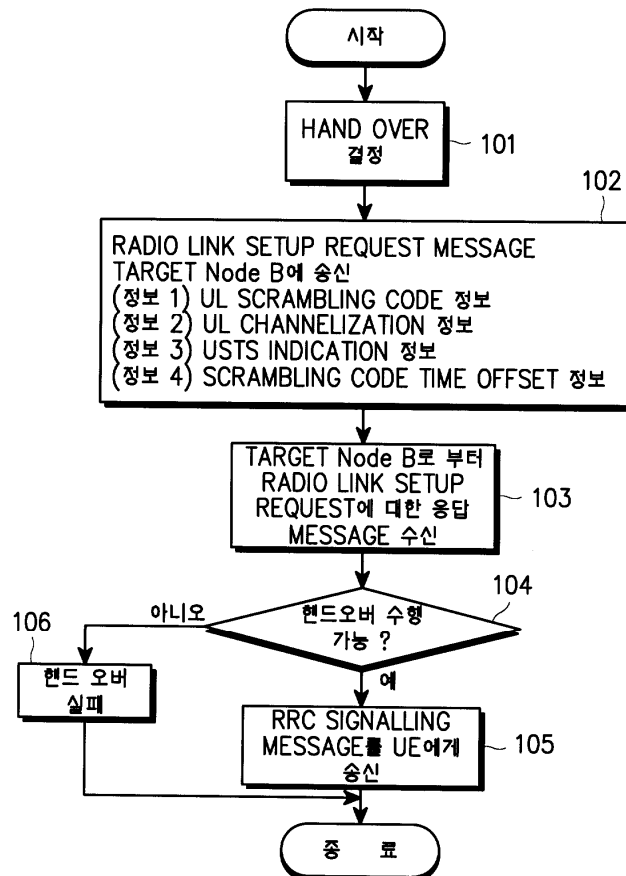 시작
HAND OVER
결정
101
102
RADIO LINK SETUP REQUEST MESSAGE
TARGET Node B에 송신
(정보 1) UL SCRAMBLING CODE 정보
(정보 2) UL CHANNELIZATION 정보
(정보 3) USTS INDICATION 정보
(정보 4) SCRAMBLING CODE TIME OFFSET 정보
TARGET Node B로 부터
RADIO LINK SETUP
REQUEST에 대한 응답
MESSAGE 수신
103
104
핸드오버 수행
가능 ?
아니오
예
106
핸드 오버
실패
RRC SIGNALLING
MESSAGE를 UE에게
송신
105
종 료